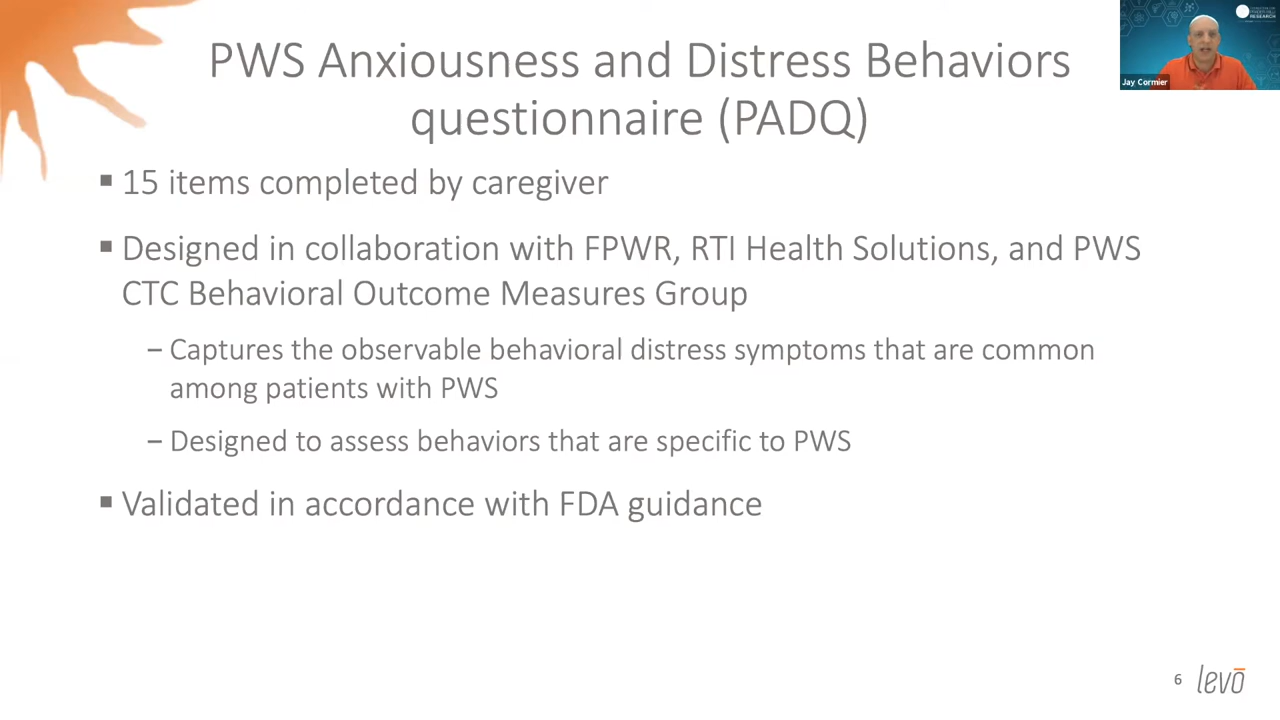 PWS Anxiousness and Distress Behaviors
questionnaire (PADQ)
▪ 15 items completed by caregiver
▪ Designed in collaboration with FPWR, RTI Health Solutions, and PWS
CTC Behavioral Outcome Measures Group
– Captures the observable behavioral distress symptoms that are common
among patients with PWS
– Designed to assess behaviors that are specific to PWS
▪ Validated in accordance with FDA guidance
Jay Cormier
RESEARCH
6
levō